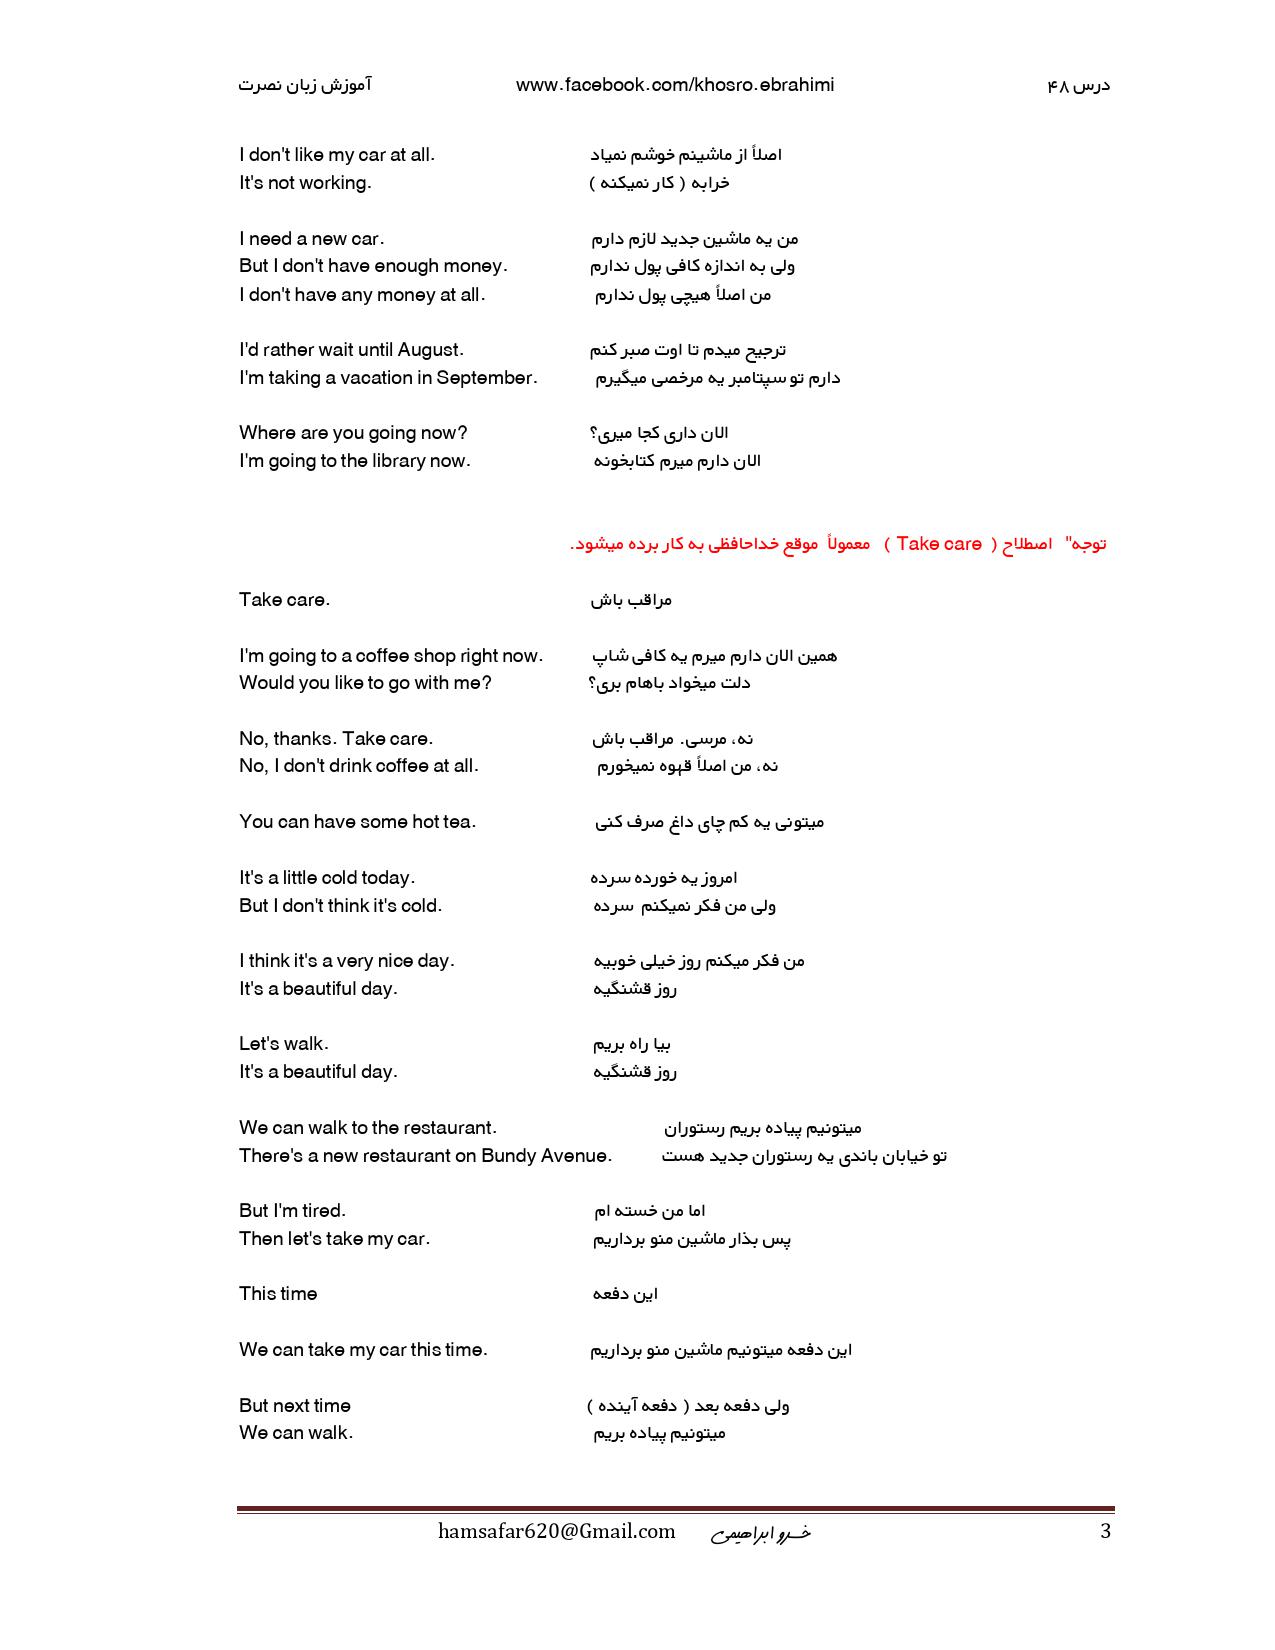 درس ۴۸ www.facebook.com/khosro.ebrahimi آموزش زبان نصرت
I don't like my car at all. اصلاً از ماشینم خوشم نمیاد
It's not working. خرابه ( کار نمیکنه )
I need a new car. من یه ماشین جدید لازم دارم
But I don't have enough money. ولی به اندازه کافی پول ندارم
I don't have any money at all. من اصلاً هیچی پول ندارم
I'd rather wait until August. ترجیح میدم تا اوت صبر کنم
I'm taking a vacation in September. دارم تو سپتامبر یه مرخصی میگیرم
Where are you going now? الان داری کجا میری؟
I'm going to the library now. الان دارم میرم کتابخونه
توجه" اصطلاح ( Take care ) معمولاً موقع خداحافظی به کار برده میشود.
Take care. مراقب باش
I'm going to a coffee shop right now. همین الان دارم میرم یه کافی شاپ
Would you like to go with me? دلت میخواد باهام بری؟
No, thanks. Take care. نه، مرسی. مراقب باش
No, I don't drink coffee at all. نه، من اصلاً قهوه نمیخورم
You can have some hot tea. میتونی یه کم چای داغ صرف کنی
It's a little cold today. امروز یه خورده سرده
But I don't think it's cold. ولی من فکر نمیکنم سرده
I think it's a very nice day. من فکر میکنم روز خیلی خوبیه
It's a beautiful day. روز قشنگیه
Let's walk. بیا راه بریم
It's a beautiful day. روز قشنگیه
We can walk to the restaurant. میتونیم پیاده بریم رستوران
There's a new restaurant on Bundy Avenue. تو خیابان باندی یه رستوران جدید هست
But I'm tired. اما من خسته ام
Then let's take my car. پس بذار ماشین منو برداریم
This time این دفعه
We can take my car this time. این دفعه میتونیم ماشین منو برداریم
But next time ولی دفعه بعد ( دفعه آینده )
We can walk. میتونیم پیاده بریم
hamsafar620@Gmail.com خسرو ابراهیمی 3